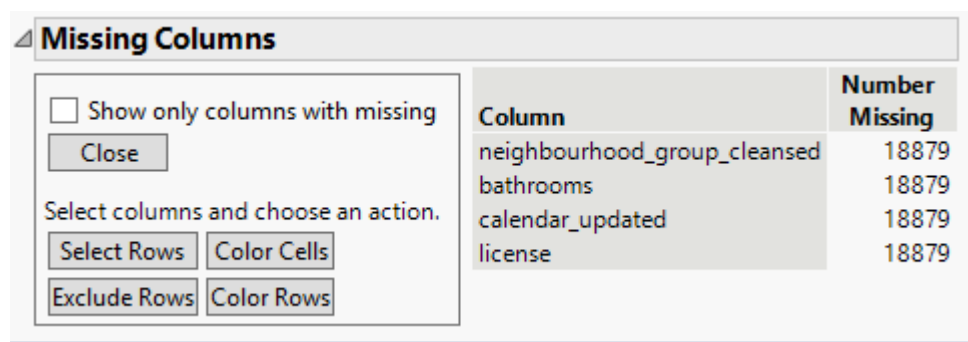 Missing Columns
Show only columns with missing
Close
Select columns and choose an action.
Select Rows Color Cells
Exclude Rows Color Rows
Column Number Missing
neighbourhood_group_cleansed 18879
bathrooms 18879
calendar_updated 18879
license 18879